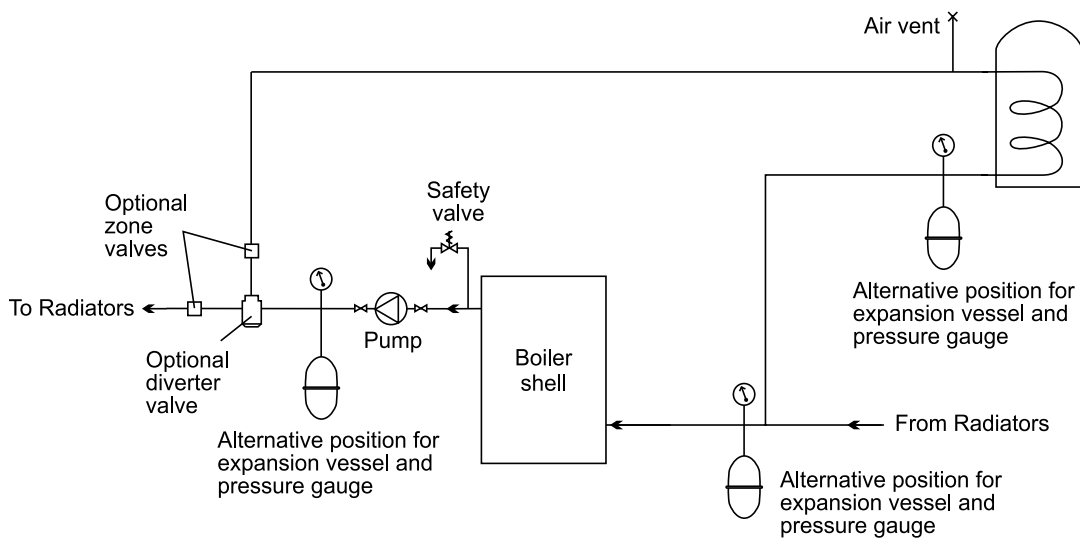 Air vent
Safety
valve
Optional
zone
valves
To Radiators
Pump
Optional
diverter
valve
Alternative position for
expansion vessel and
pressure gauge
Boiler
shell
Alternative position for
expansion vessel and
pressure gauge
From Radiators
Alternative position for
expansion vessel and
pressure gauge